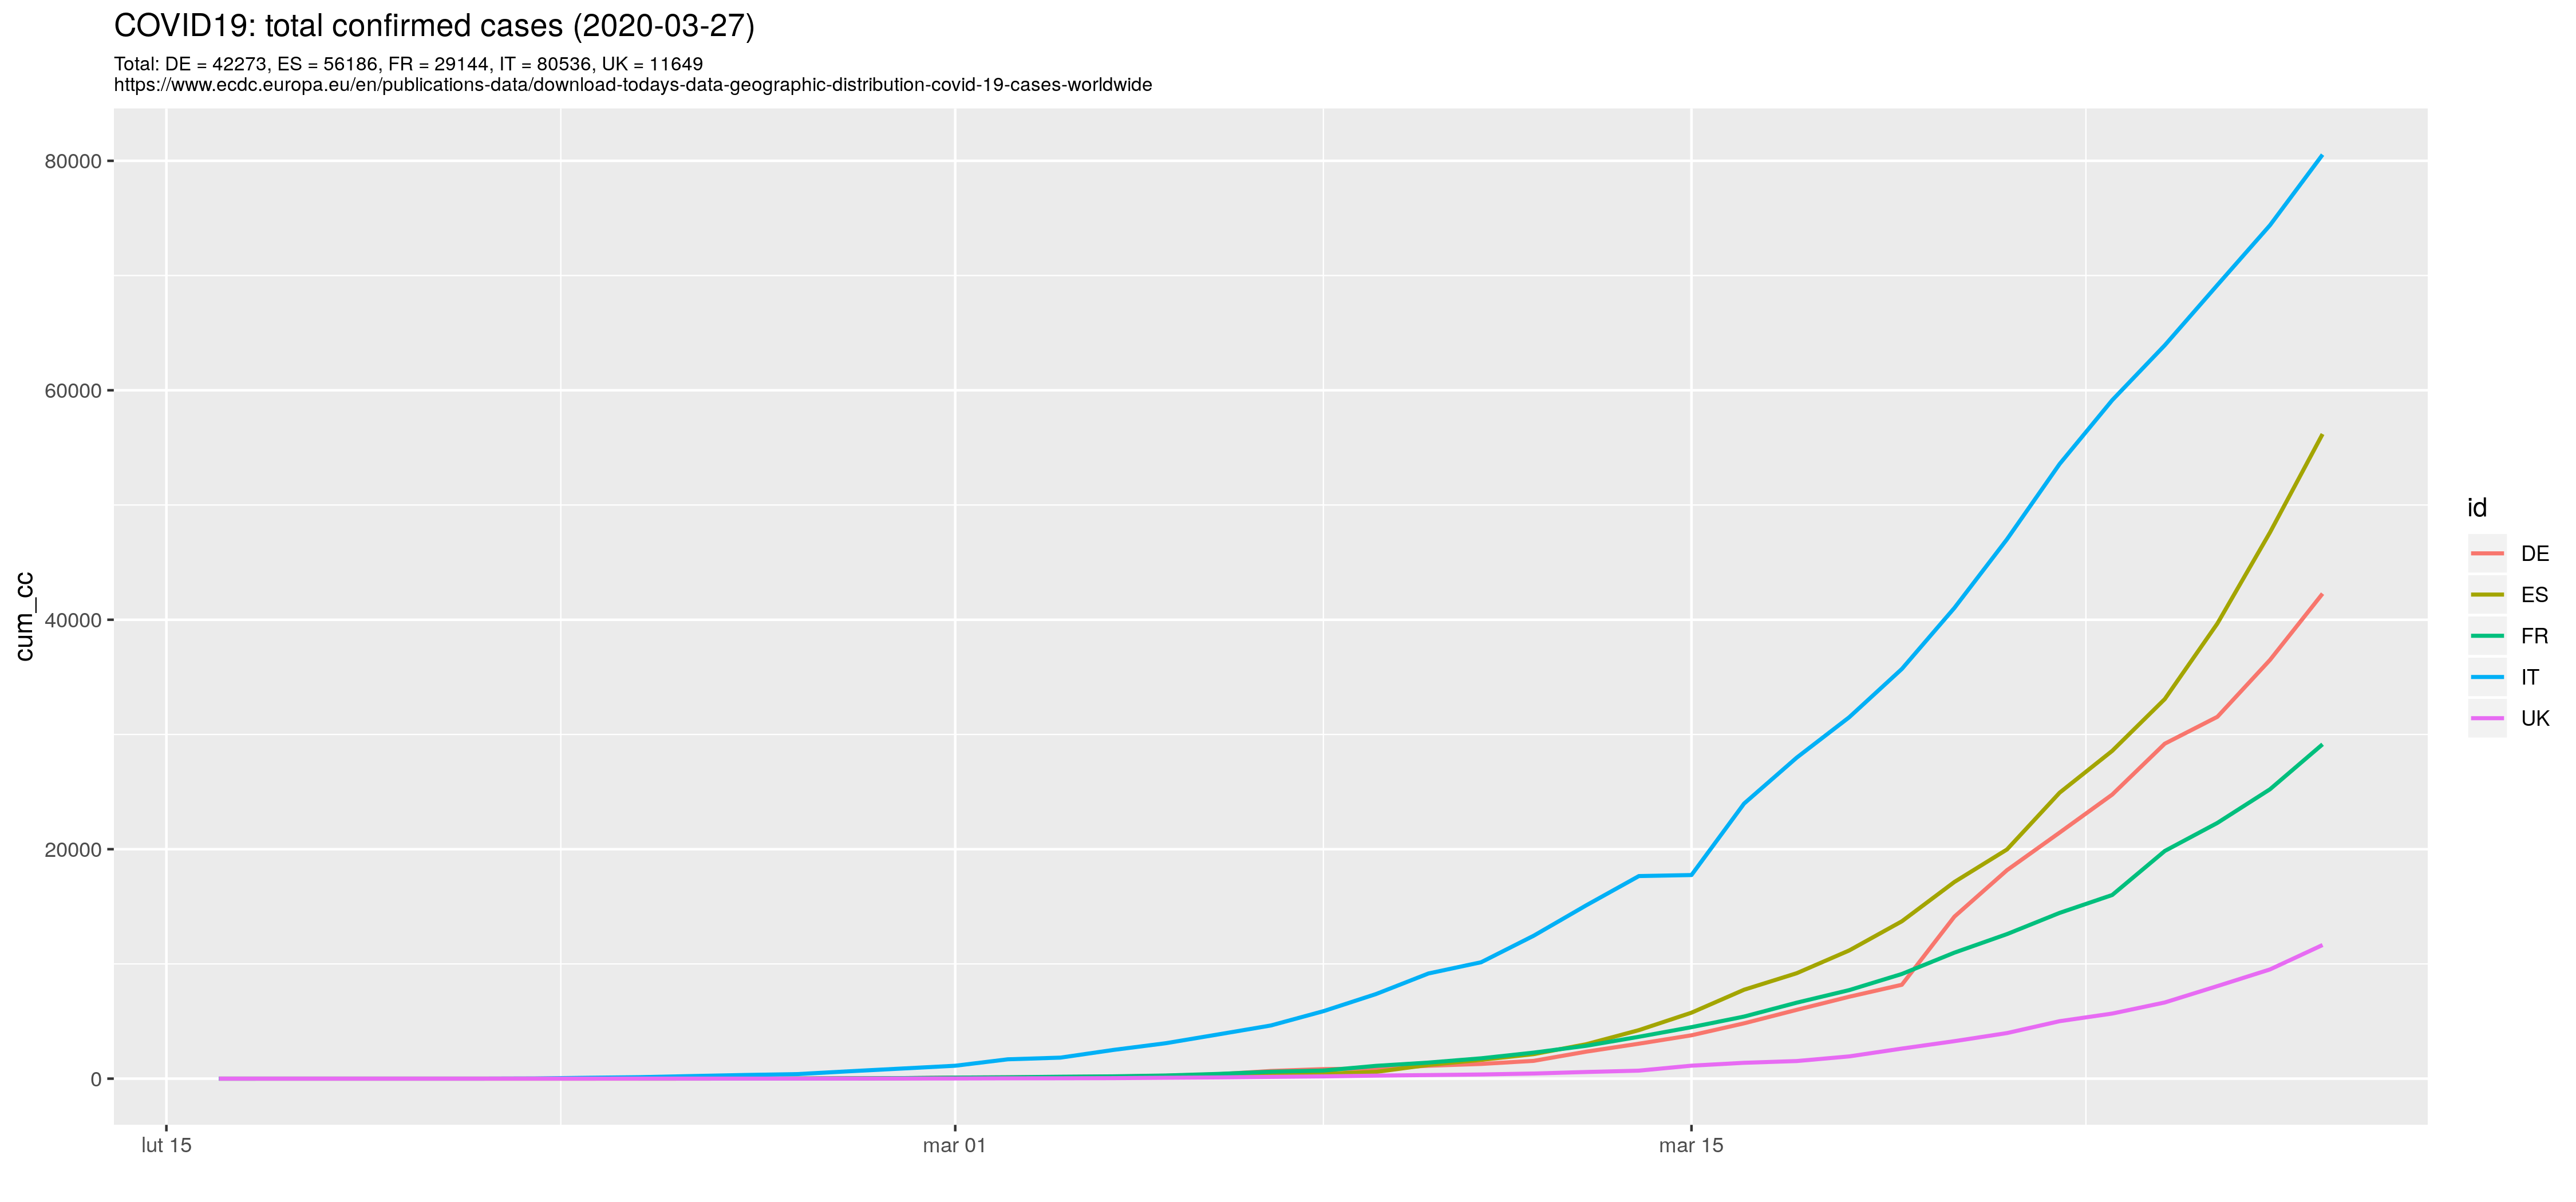 COVID19: total confirmed cases (2020-03-27)
Total: DE = 42273, ES = 56186, FR = 29144, IT = 80536, UK = 11649
https://www.ecdc.europa.eu/en/publications-data/download-todays-data-geographic-distribution-covid-19-cases-worldwide
cum_cc
80000
60000
40000
20000
0
lut 15
mar 01
mar 15
id
DE
ES
FR
IT
UK